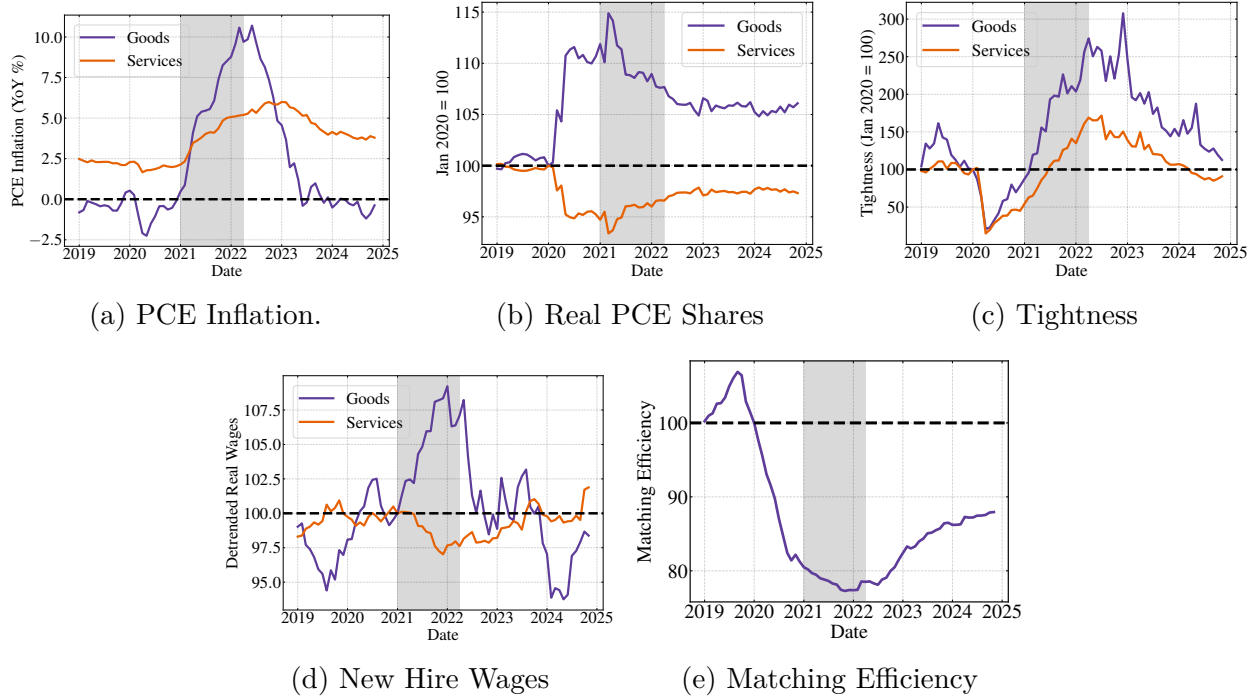 PCE Inflation (YoY %)
10.0
7.5
5.0
2.5
0.0
−2.5
Goods
Services
2019 2020 2021 2022 2023 2024 2025
Date
(a) PCE Inflation.
Jan 2020 = 100
115
110
105
100
95
Goods
Services
2019 2020 2021 2022 2023 2024 2025
Date
(b) Real PCE Shares
Tightness (Jan 2020 = 100)
300
250
200
150
100
50
Goods
Services
2019 2020 2021 2022 2023 2024 2025
Date
(c) Tightness
Detrended Real Wages
107.5
105.0
102.5
100.0
97.5
95.0
Goods
Services
2019 2020 2021 2022 2023 2024 2025
Date
(d) New Hire Wages
Matching Efficiency
100
90
80
2019 2020 2021 2022 2023 2024 2025
Date
(e) Matching Efficiency